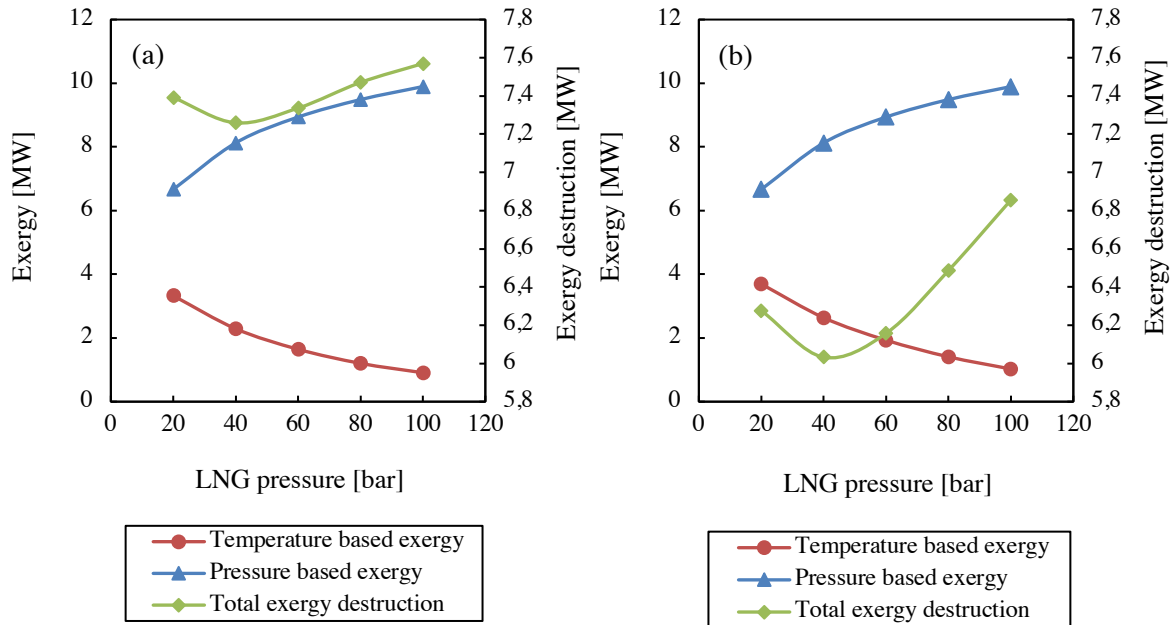 (a)
12
10
8
6
4
2
0
Exergy [MW]
7,8
7,6
7,4
7,2
7
6,8
6,6
6,4
6,2
6
5,8
Exergy destruction [MW]
0 20 40 60 80 100 120
LNG pressure [bar]
Temperature based exergy
Pressure based exergy
Total exergy destruction
(b)
12
10
8
6
4
2
0
Exergy [MW]
7,8
7,6
7,4
7,2
7
6,8
6,6
6,4
6,2
6
5,8
Exergy destruction [MW]
0 20 40 60 80 100 120
LNG pressure [bar]
Temperature based exergy
Pressure based exergy
Total exergy destruction